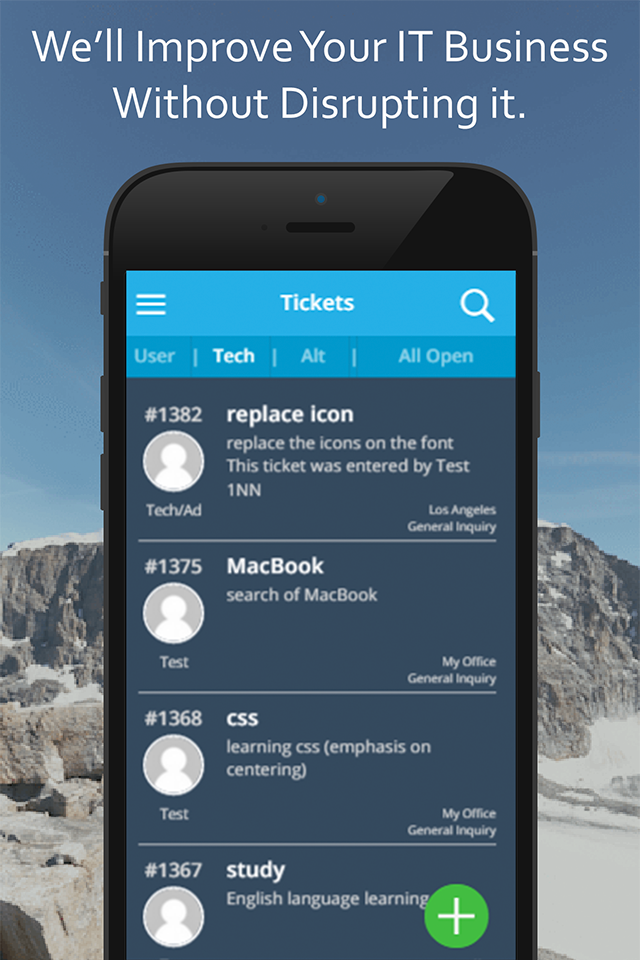 We'll Improve Your IT Business
Without Disrupting it.
Tickets
User | Tech | Alt | All Open
#1382 replace icon
replace the icons on the font
This ticket was entered by Test
1NN
Tech/Ad
Los Angeles
General Inquiry
#1375 MacBook
search of MacBook
Test
My Office
General Inquiry
#1368 css
learning css (emphasis on
centering)
Test
My Office
General Inquiry
#1367 study
English language learning